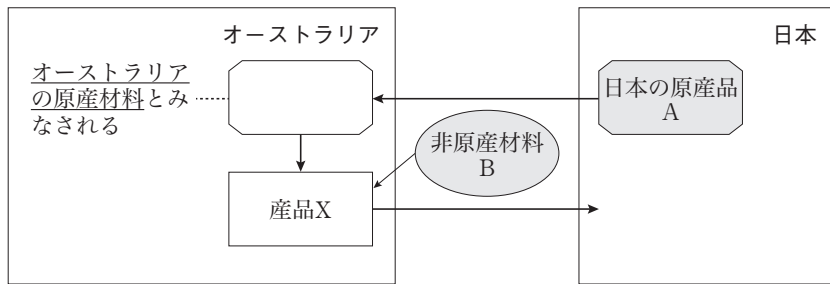 オーストラリア
日本
オーストラリア
の原産材料とみ
なされる
日本の原産品
A
非原産材料
B
産品X